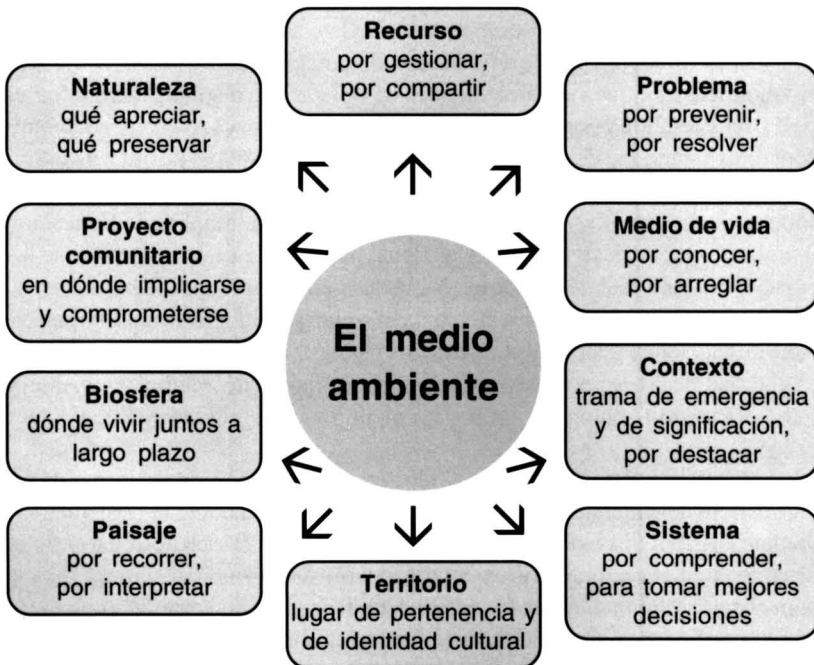 Recurso
por gestionar,
por compartir
Naturaleza
qué apreciar,
qué preservar
Problema
por prevenir,
por resolver
Proyecto
comunitario
en dónde implicarse
y comprometerse
Medio de vida
por conocer,
por arreglar
El medio
ambiente
Biosfera
dónde vivir juntos a
largo plazo
Contexto
trama de emergencia
y de significación,
por destacar
Paisaje
por recorrer,
por interpretar
Territorio
lugar de pertenencia y
de identidad cultural
Sistema
por comprender,
para tomar mejores
decisiones